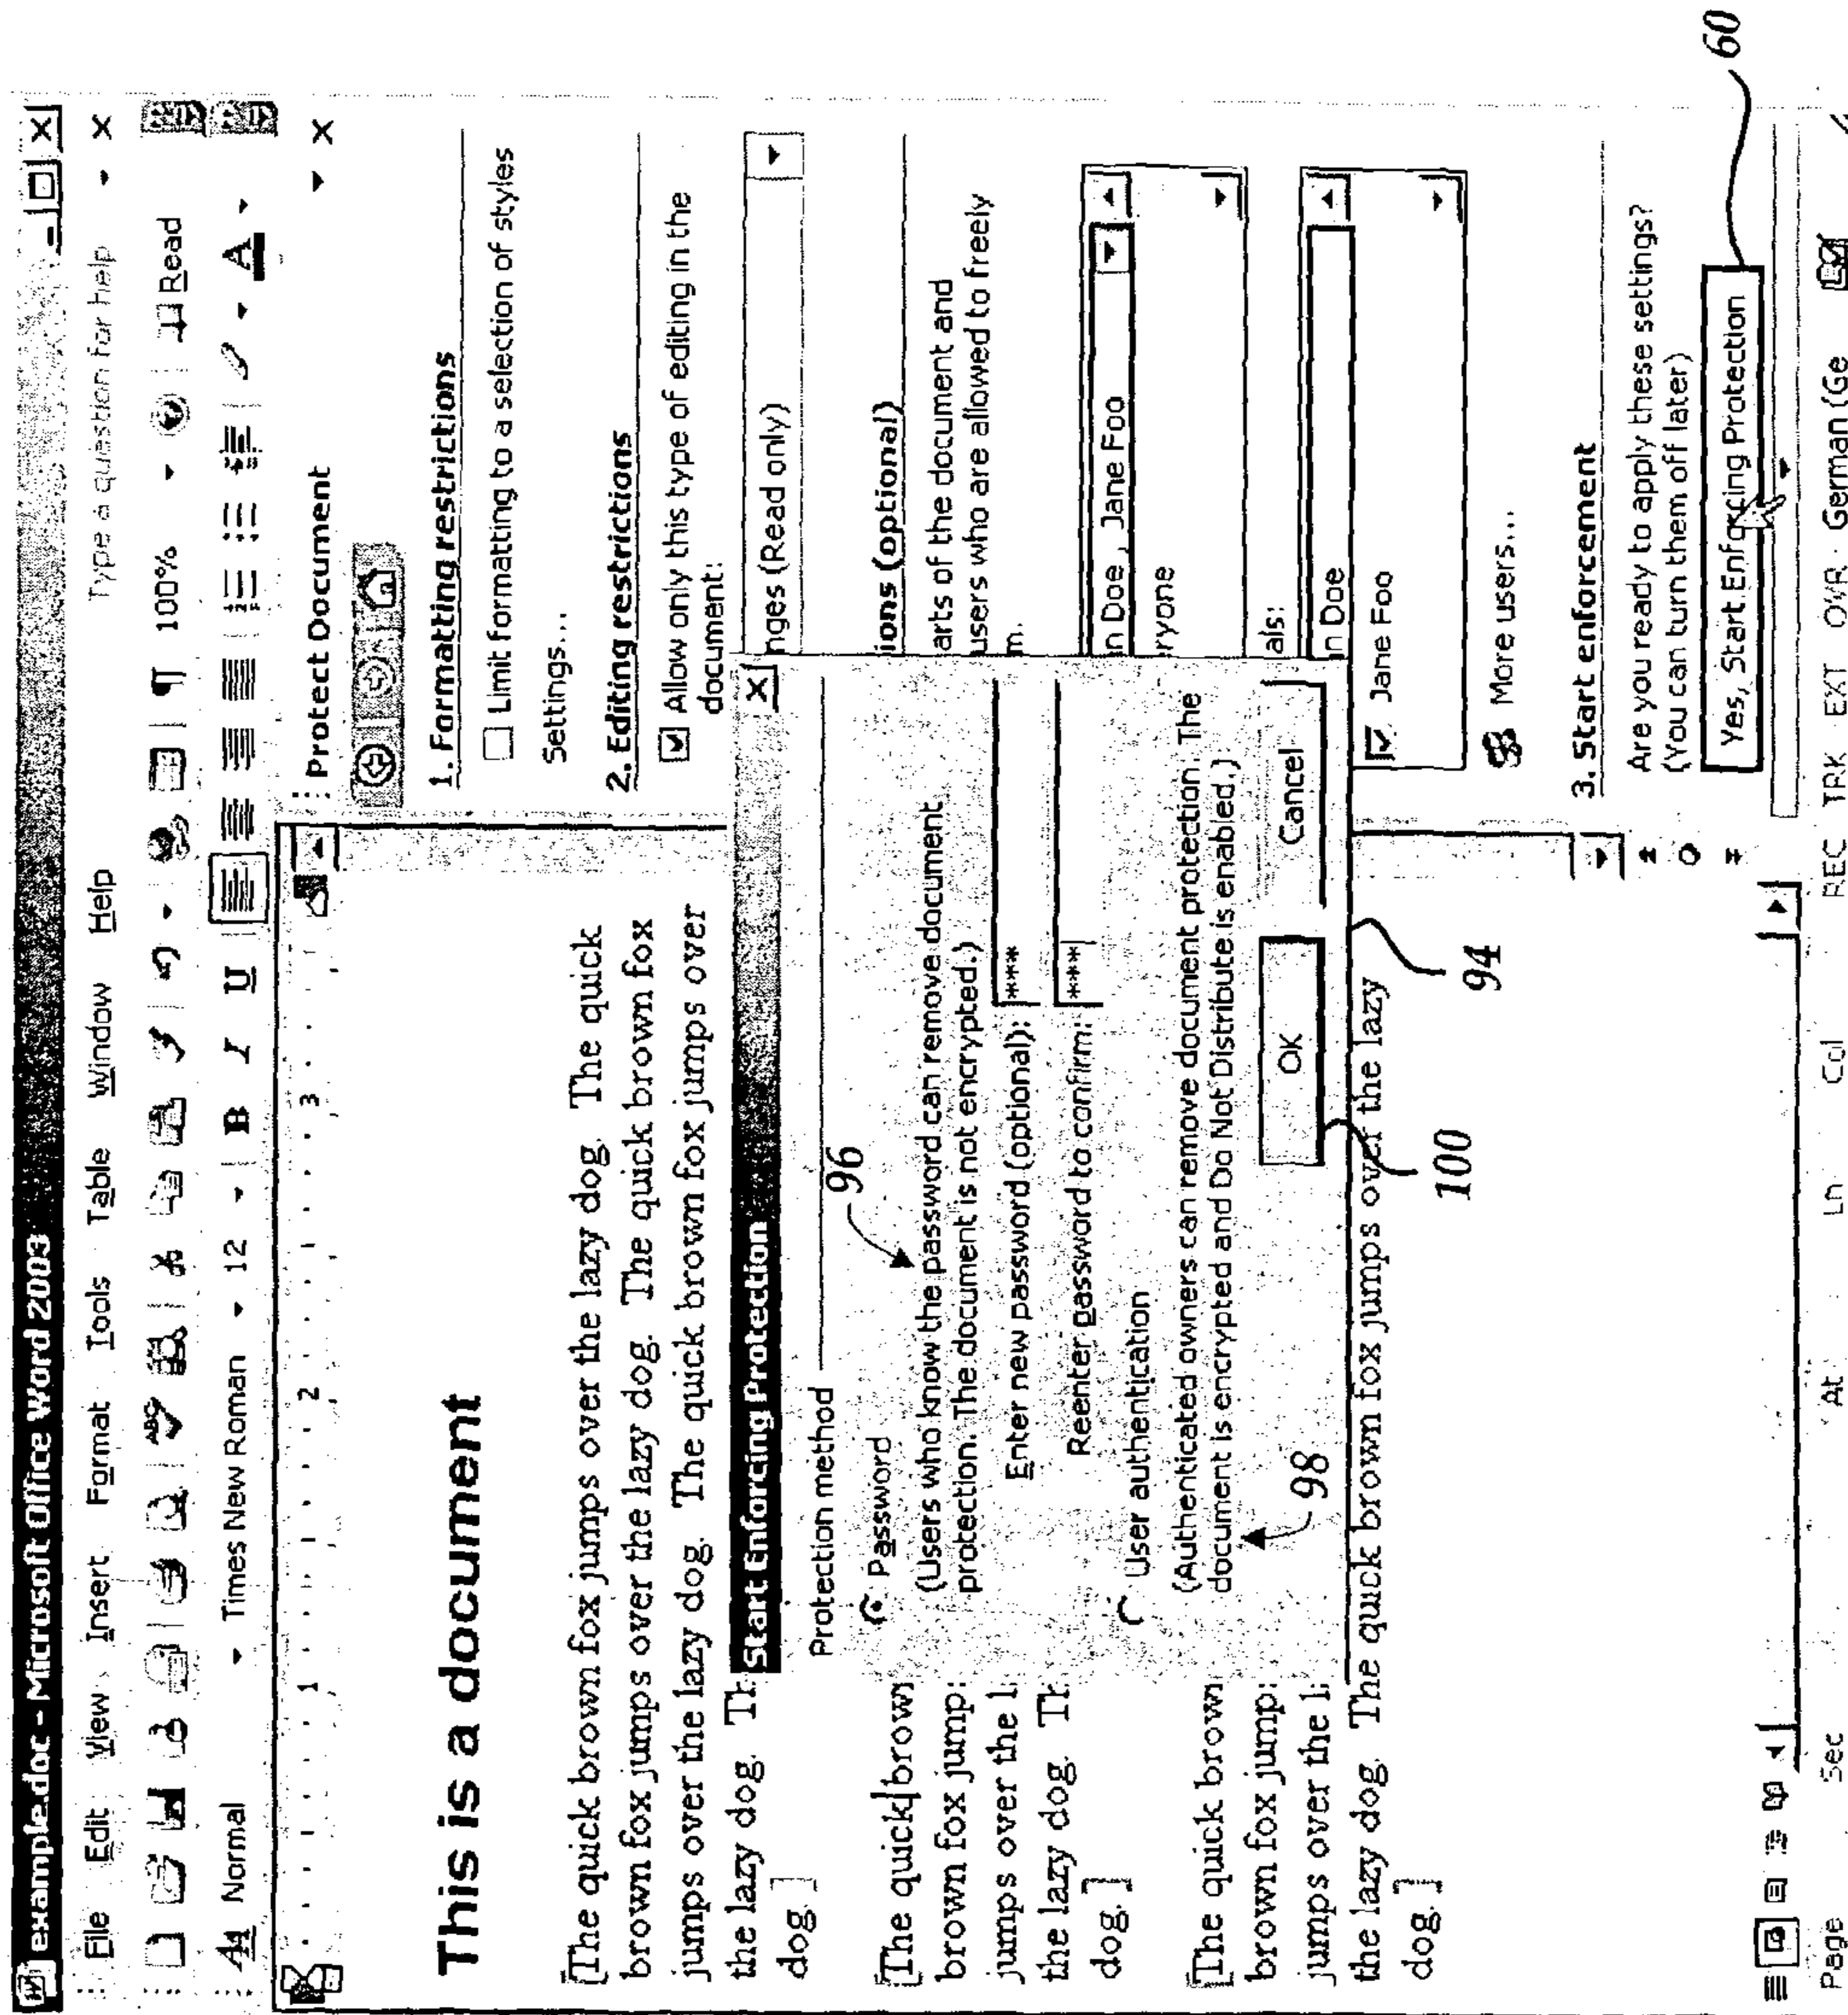 example.doc - Microsoft Office Word 2003
File Edit View Insert Format Tools Table Window Help
Type a question for help
ABC
100%
Read
Normal
Times New Roman
12
B I U
A
1 2 3
Protect Document
1. Formatting restrictions
Limit formatting to a selection of styles
Settings...
2. Editing restrictions
Allow only this type of editing in the
document:
nges (Read only)
ions (optional)
arts of the document and
users who are allowed to freely
m.
n Doe , Jane Foo
ryone
als:
n Doe
Jane Foo
More users...
3. Start enforcement
Are you ready to apply these settings?
(You can turn them off later)
Yes, Start Enforcing Protection
60
This is a document
[The quick brown fox jumps over the lazy dog. The quick
brown fox jumps over the lazy dog. The quick brown fox
jumps over the lazy dog. The quick brown fox jumps over
the lazy dog. Th
dog.]
[The quick brown
brown fox jump
jumps over the l
the lazy dog. Th
dog.]
[The quick brown
brown fox jump
jumps over the l
the lazy dog. The quick brown fox jumps over the lazy
dog.]
Start Enforcing Protection
Protection method
96
Password
(Users who know the password can remove document
protection. The document is not encrypted.)
Enter new password (optional): ***
Reenter password to confirm: ***
User authentication
(Authenticated owners can remove document protection. The
document is encrypted and Do Not Distribute is enabled.)
98
OK
Cancel
100
94
Page Sec At Ln Col REC TRK EXT OVR German (Ge